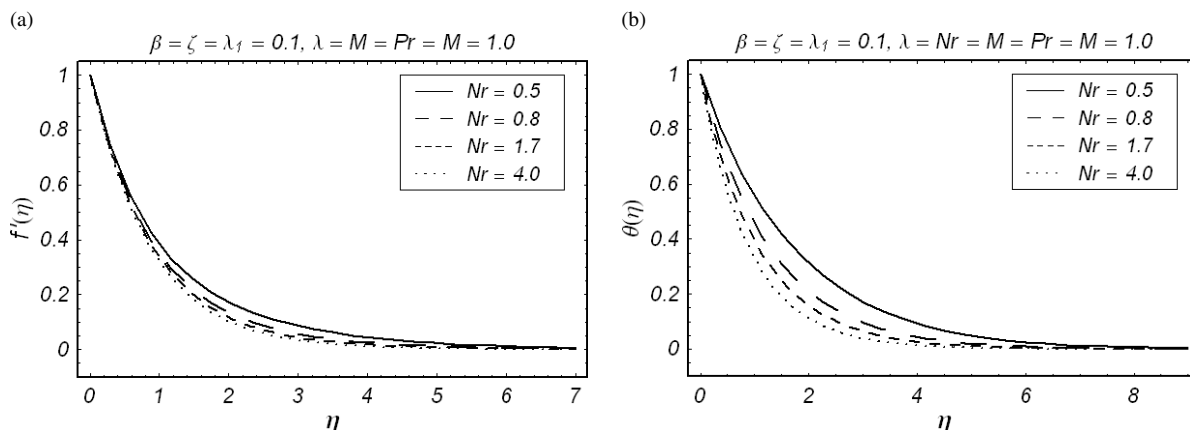 (a)
β = ζ = λ₁ = 0.1, λ = M = Pr = M = 1.0
Nr = 0.5
Nr = 0.8
Nr = 1.7
Nr = 4.0
f'(η)
1
0.8
0.6
0.4
0.2
0
0 1 2 3 4 5 6 7
η
(b)
β = ζ = λ₁ = 0.1, λ = Nr = M = Pr = M = 1.0
Nr = 0.5
Nr = 0.8
Nr = 1.7
Nr = 4.0
θ(η)
1
0.8
0.6
0.4
0.2
0
0 2 4 6 8
η